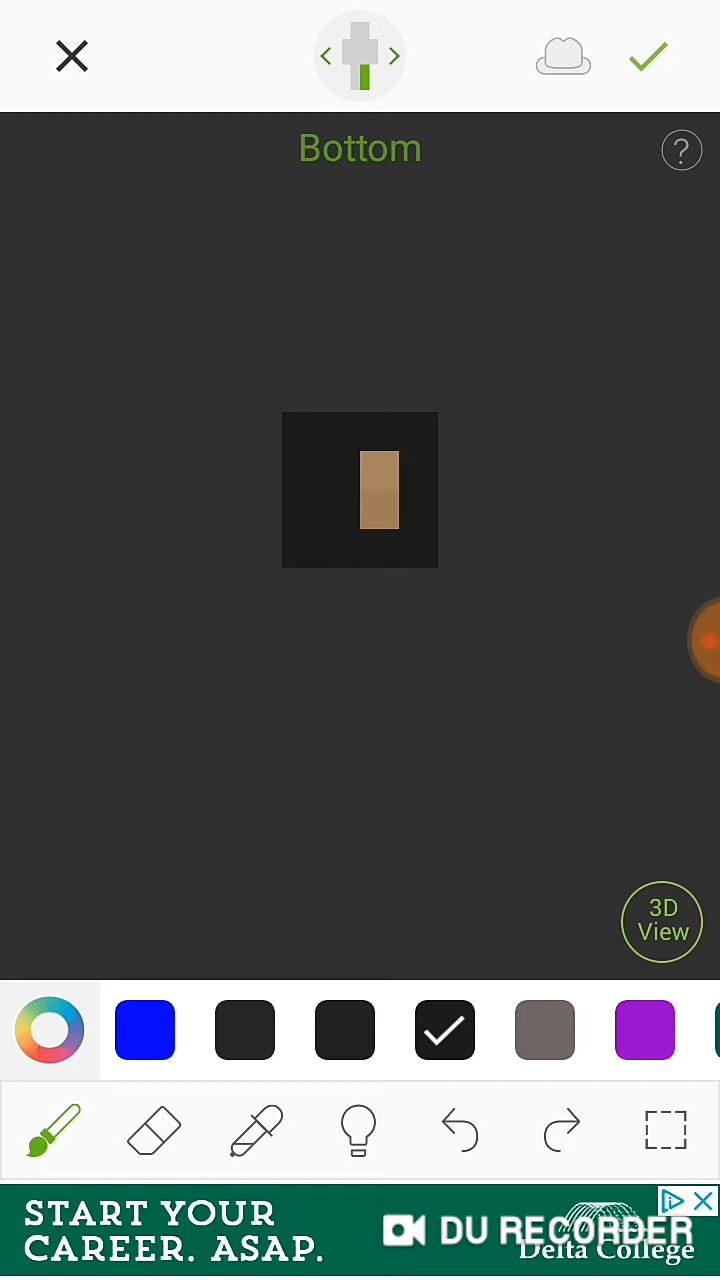 Bottom
?
3D
View
START YOUR
CAREER. ASAP.
DU RECORDER
Delta College